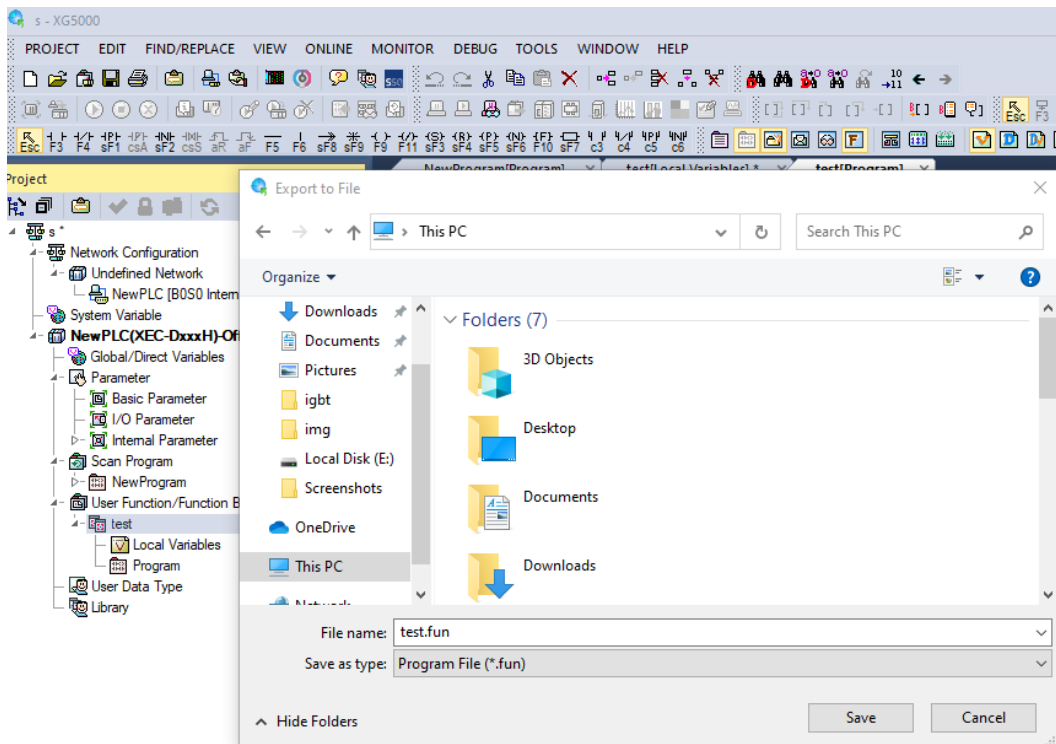 s - XG5000
PROJECT EDIT FIND/REPLACE VIEW ONLINE MONITOR DEBUG TOOLS WINDOW HELP
Esc F3 F4 sF1 csA sF2 csS aR aF F5 F6 sF8 sF9 F9 F11 sF3 sF4 sF5 sF6 F10 sF7 c3 c4 c5 c6
Esc F3
NewProgram[Program] test[Local Variables] * test[Program]
Project
s *
Network Configuration
Undefined Network
NewPLC [B0S0 Intern
System Variable
NewPLC(XEC-DxxxH)-Off
Global/Direct Variables
Parameter
Basic Parameter
I/O Parameter
Internal Parameter
Scan Program
NewProgram
User Function/Function B
test
Local Variables
Program
User Data Type
Library
Export to File
This PC
Search This PC
Organize
Downloads
Documents
Pictures
igbt
img
Local Disk (E:)
Screenshots
OneDrive
This PC
Network
Folders (7)
3D Objects
Desktop
Documents
Downloads
File name: test.fun
Save as type: Program File (*.fun)
Hide Folders
Save
Cancel